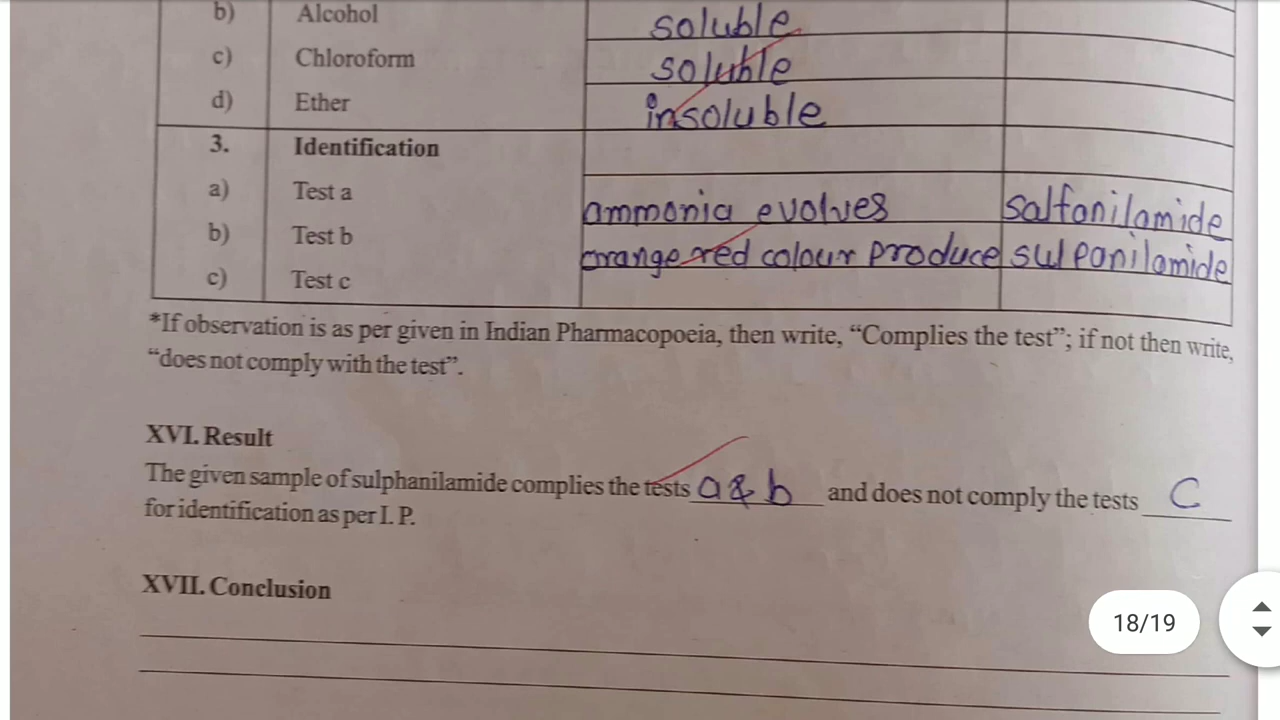 b) Alcohol soluble
c) Chloroform soluble
d) Ether insoluble
3. Identification
a) Test a ammonia evolves salfanilamide
b) Test b orange red colour produce sulpanilamide
c) Test c
*If observation is as per given in Indian Pharmacopoeia, then write, “Complies the test”; if not then write,
“does not comply with the test”.
XVI. Result
The given sample of sulphanilamide complies the tests a & b and does not comply the tests C
for identification as per I. P.
XVII. Conclusion
18/19